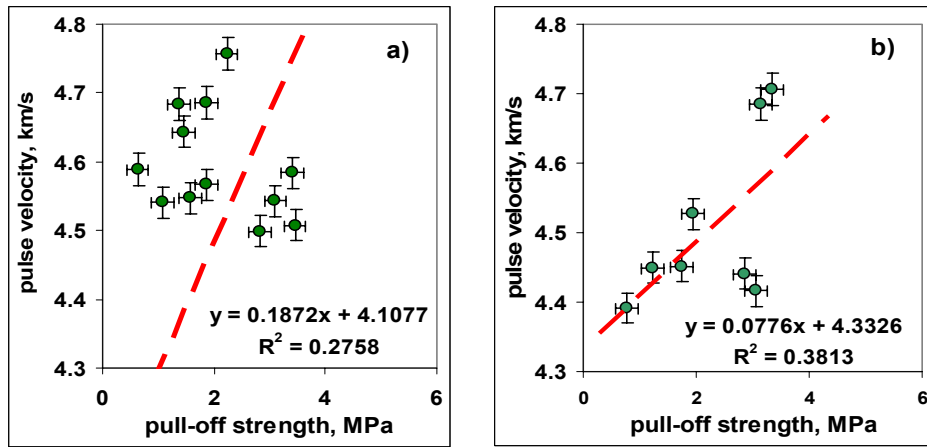 a)
4.8
4.7
4.6
4.5
4.4
4.3
pulse velocity, km/s
y = 0.1872x + 4.1077
R² = 0.2758
0 2 4 6
pull-off strength, MPa
b)
4.8
4.7
4.6
4.5
4.4
4.3
pulse velocity, km/s
y = 0.0776x + 4.3326
R² = 0.3813
0 2 4 6
pull-off strength, MPa